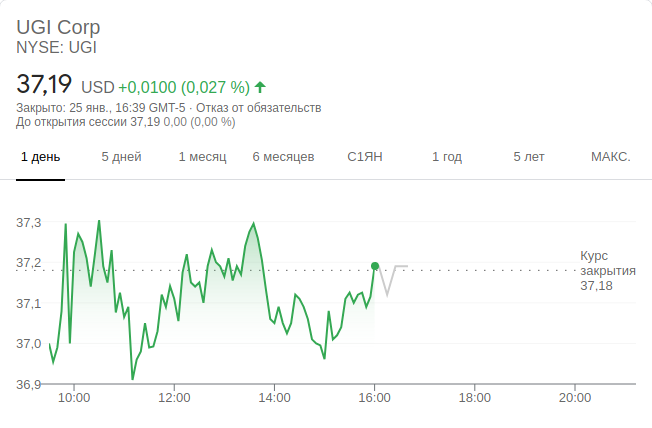 UGI Corp
NYSE: UGI
37,19 USD +0,0100 (0,027 %)
Закрыто: 25 янв., 16:39 GMT-5 · Отказ от обязательств
До открытия сессии 37,19 0,00 (0,00 %)
1 день 5 дней 1 месяц 6 месяцев С1ЯН 1 год 5 лет МАКС.
37,3
37,2
37,1
37,0
36,9
Курс
закрытия
37,18
10:00 12:00 14:00 16:00 18:00 20:00